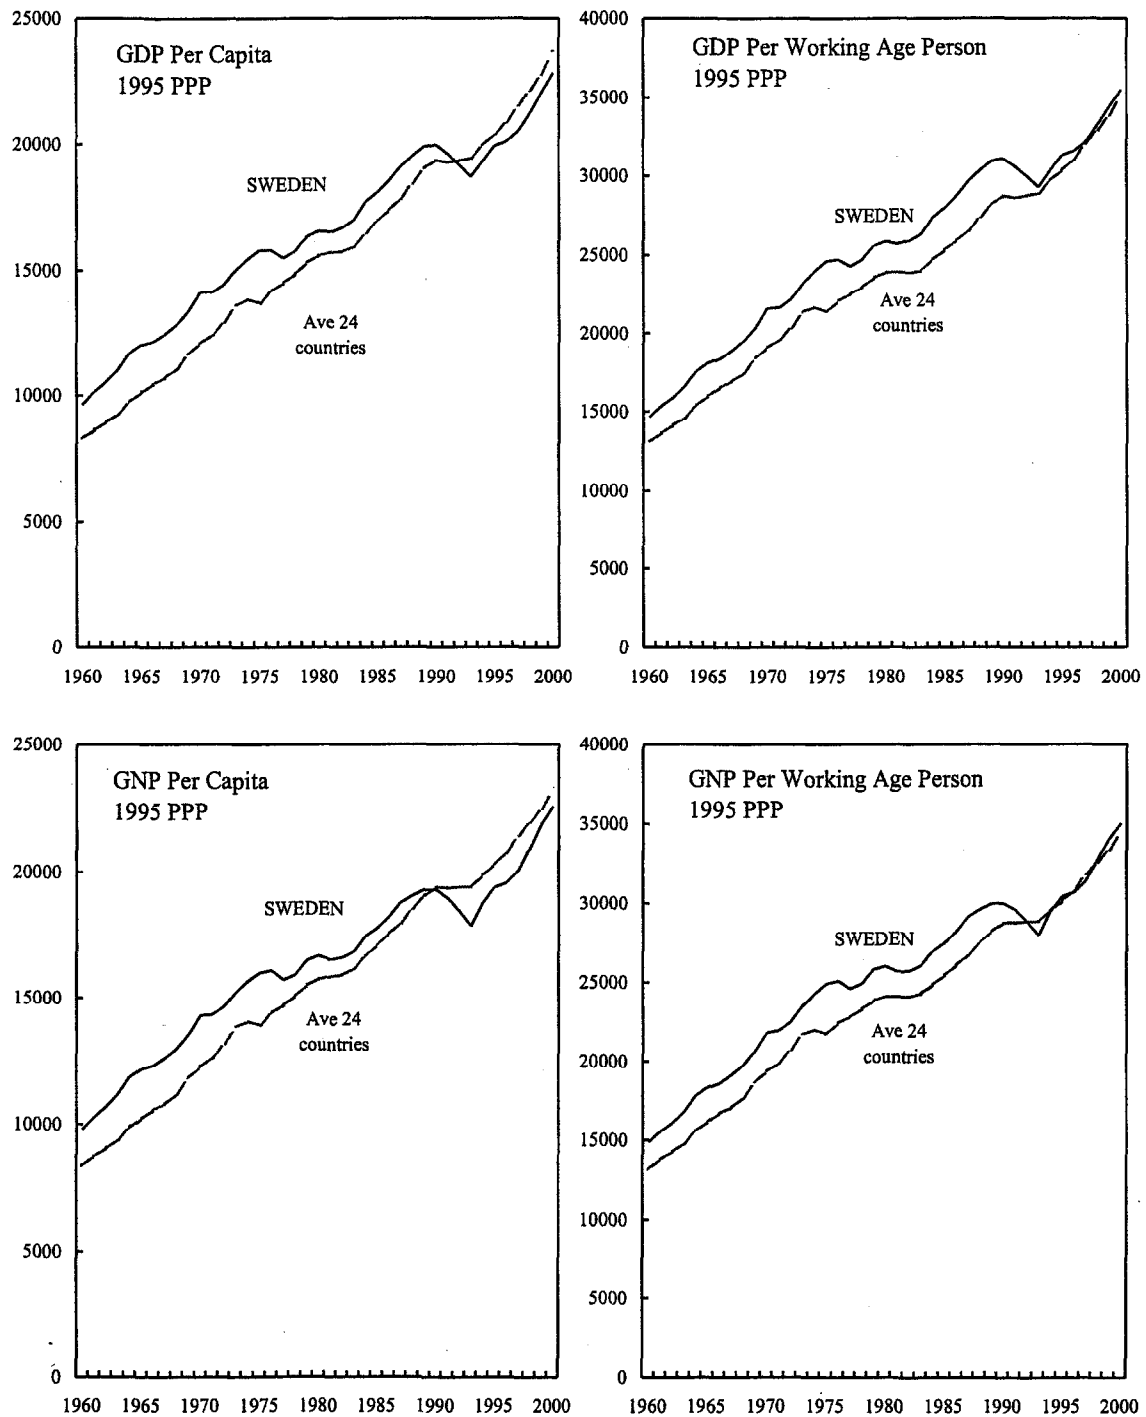 GDP Per Capita
1995 PPP
25000
20000
15000
10000
5000
0
SWEDEN
Ave 24
countries
1960 1965 1970 1975 1980 1985 1990 1995 2000
GDP Per Working Age Person
1995 PPP
40000
35000
30000
25000
20000
15000
10000
5000
0
SWEDEN
Ave 24
countries
1960 1965 1970 1975 1980 1985 1990 1995 2000
GNP Per Capita
1995 PPP
25000
20000
15000
10000
5000
0
SWEDEN
Ave 24
countries
1960 1965 1970 1975 1980 1985 1990 1995 2000
GNP Per Working Age Person
1995 PPP
40000
35000
30000
25000
20000
15000
10000
5000
0
SWEDEN
Ave 24
countries
1960 1965 1970 1975 1980 1985 1990 1995 2000